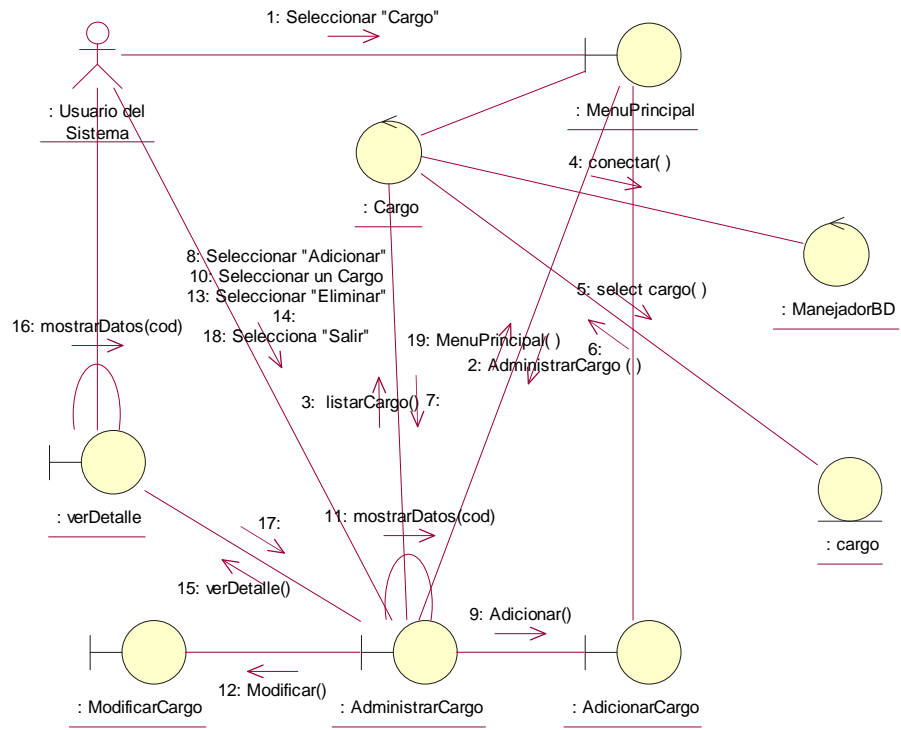 1: Seleccionar "Cargo"
: Usuario del
Sistema
: MenuPrincipal
4: conectar( )
: Cargo
8: Seleccionar "Adicionar"
10: Seleccionar un Cargo
13: Seleccionar "Eliminar"
14:
18: Selecciona "Salir"
5: select cargo( )
: ManejadorBD
16: mostrarDatos(cod)
19: MenuPrincipal( )
6:
2: AdministrarCargo ( )
3: listarCargo()
7:
: verDetalle
11: mostrarDatos(cod)
17:
: cargo
15: verDetalle()
9: Adicionar()
12: Modificar()
: ModificarCargo
: AdministrarCargo
: AdicionarCargo